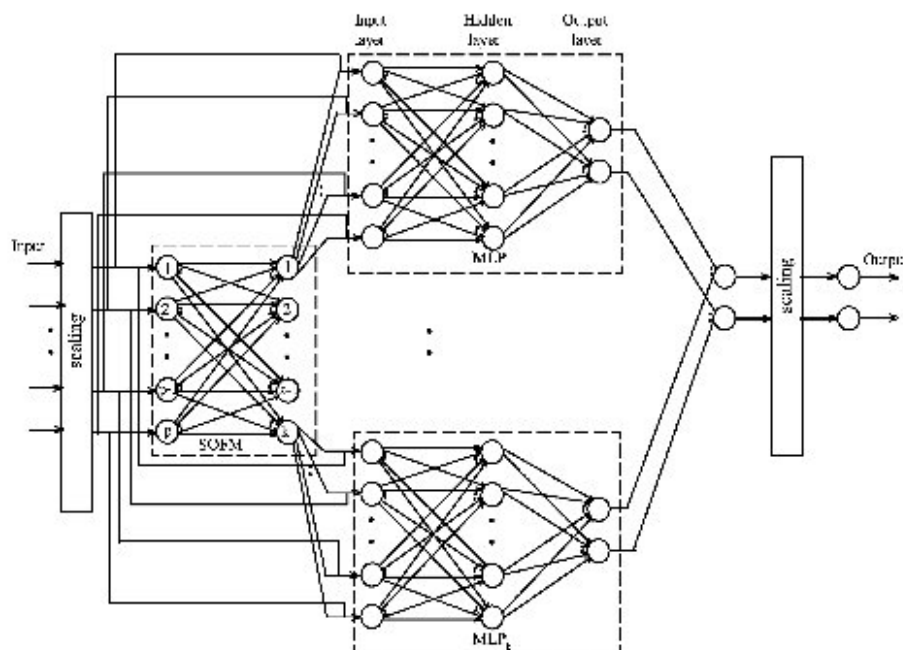 Input layer
Hidden layer
Output layer
MLP
Input
scaling
1
1
2
2
p
k
SOFM
scaling
Output
MLP